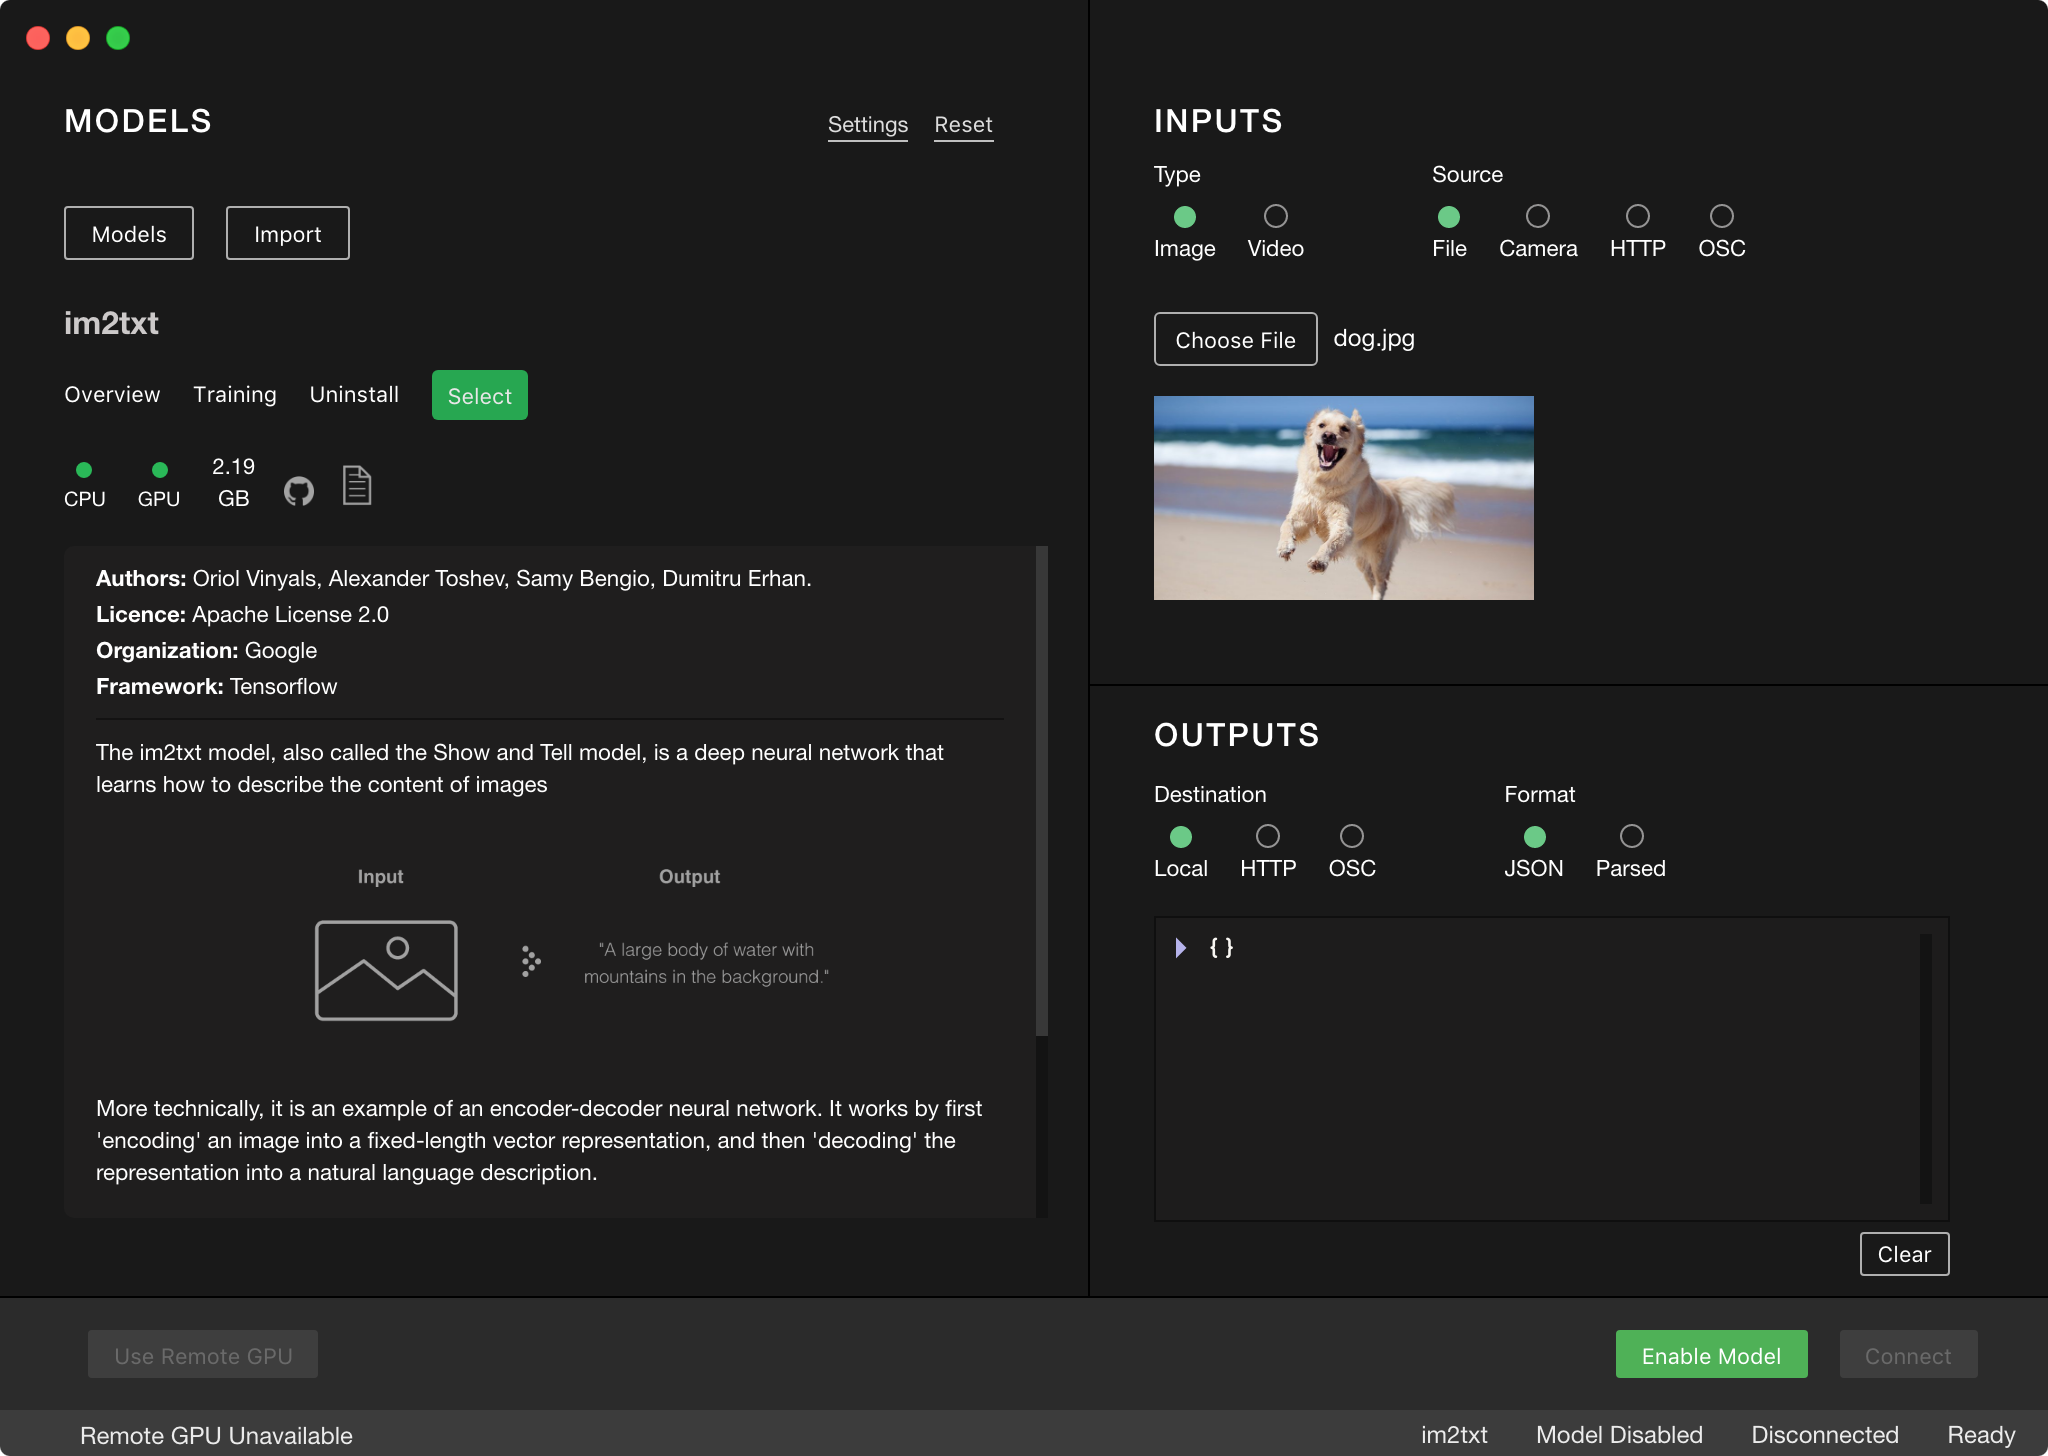 MODELS
Settings Reset
Models Import
im2txt
Overview Training Uninstall Select
CPU GPU 2.19 GB
Authors: Oriol Vinyals, Alexander Toshev, Samy Bengio, Dumitru Erhan.
Licence: Apache License 2.0
Organization: Google
Framework: Tensorflow
The im2txt model, also called the Show and Tell model, is a deep neural network that
learns how to describe the content of images
Input Output
"A large body of water with
mountains in the background."
More technically, it is an example of an encoder-decoder neural network. It works by first
'encoding' an image into a fixed-length vector representation, and then 'decoding' the
representation into a natural language description.
INPUTS
Type Source
Image Video File Camera HTTP OSC
Choose File dog.jpg
OUTPUTS
Destination Format
Local HTTP OSC JSON Parsed
{ }
Clear
Use Remote GPU Enable Model Connect
Remote GPU Unavailable im2txt Model Disabled Disconnected Ready